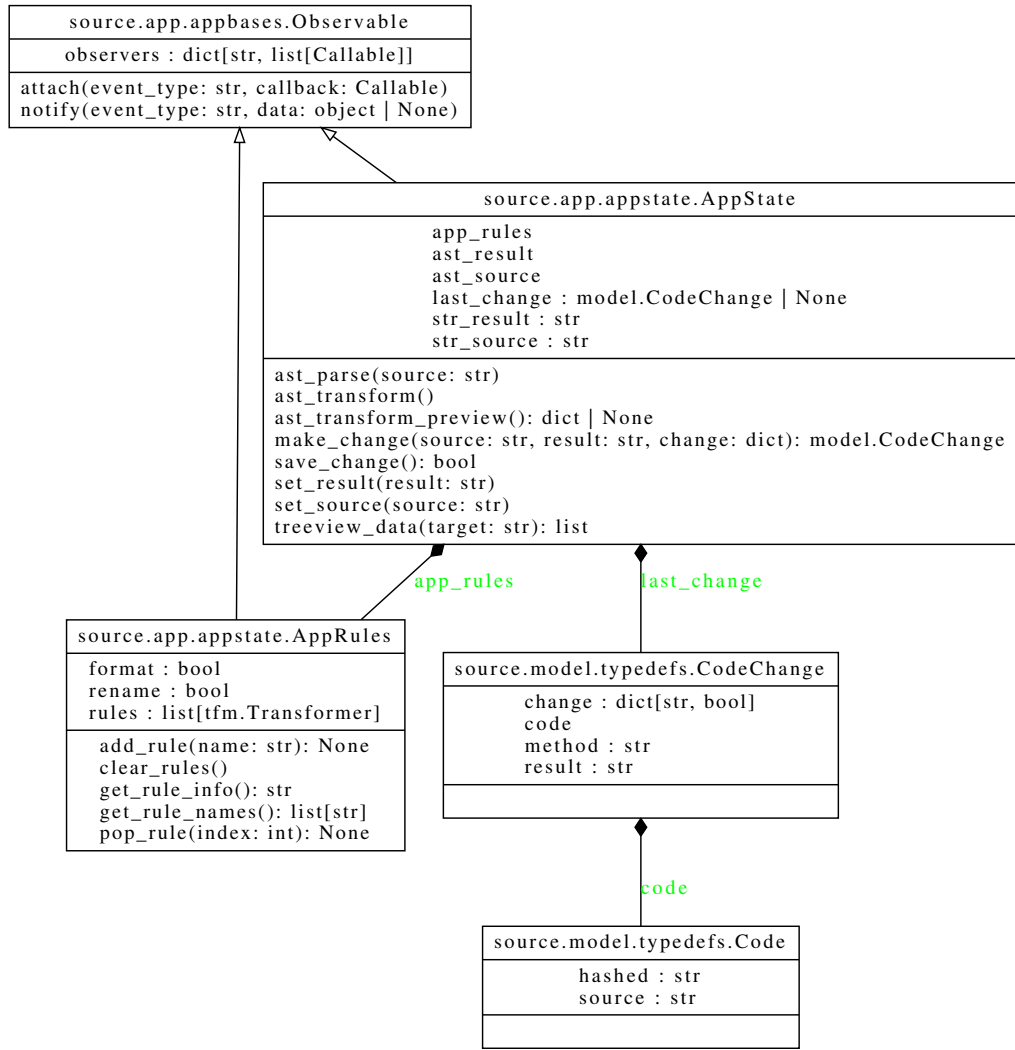 source.app.appbases.Observable
observers : dict[str, list[Callable]]
attach(event_type: str, callback: Callable)
notify(event_type: str, data: object | None)
source.app.appstate.AppState
app_rules
ast_result
ast_source
last_change : model.CodeChange | None
str_result : str
str_source : str
ast_parse(source: str)
ast_transform()
ast_transform_preview(): dict | None
make_change(source: str, result: str, change: dict): model.CodeChange
save_change(): bool
set_result(result: str)
set_source(source: str)
treeview_data(target: str): list
app_rules
last_change
source.app.appstate.AppRules
format : bool
rename : bool
rules : list[tfm.Transformer]
add_rule(name: str): None
clear_rules()
get_rule_info(): str
get_rule_names(): list[str]
pop_rule(index: int): None
source.model.typedefs.CodeChange
change : dict[str, bool]
code
method : str
result : str
code
source.model.typedefs.Code
hashed : str
source : str